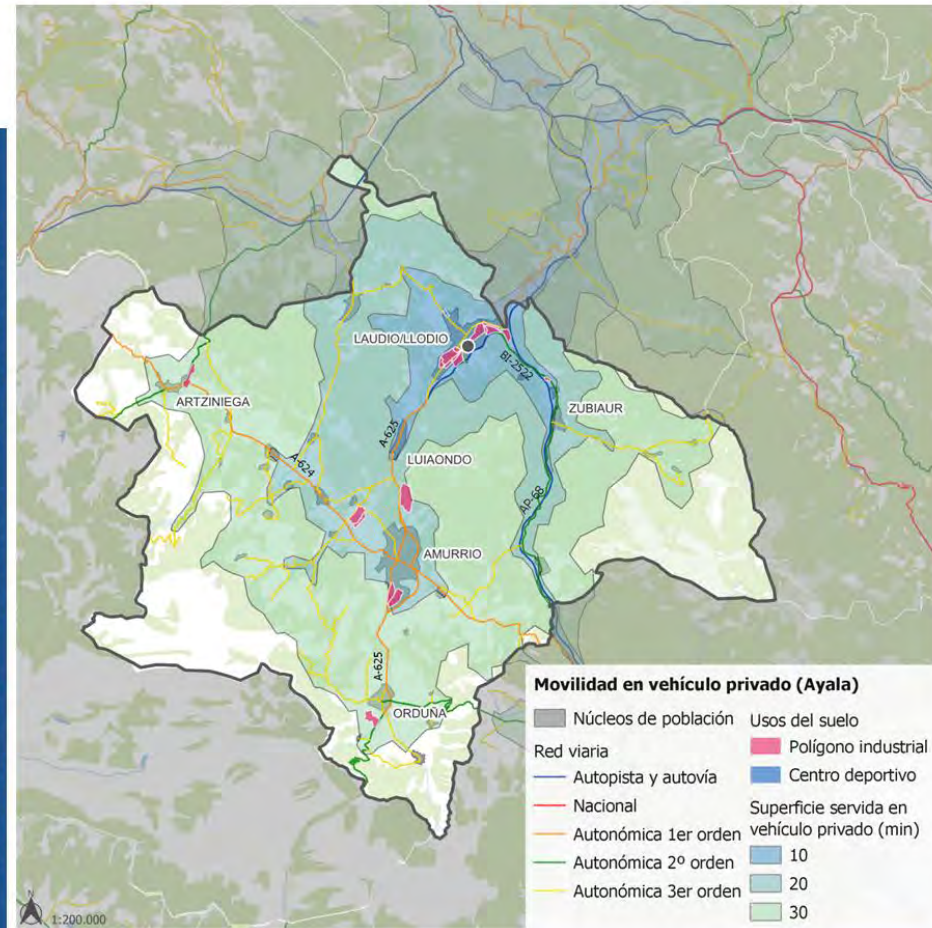 LAUDIO/LLODIO
BI-2522
ARTZINIEGA
ZUBIAUR
A-625
LUIAONDO
A-624
AP-68
AMURRIO
A-625
ORDUÑA
Movilidad en vehículo privado (Ayala)
Núcleos de población
Red viaria
Autopista y autovía
Nacional
Autonómica 1er orden
Autonómica 2º orden
Autonómica 3er orden
Usos del suelo
Polígono industrial
Centro deportivo
Superficie servida en
vehículo privado (min)
10
20
30
N
1:200.000